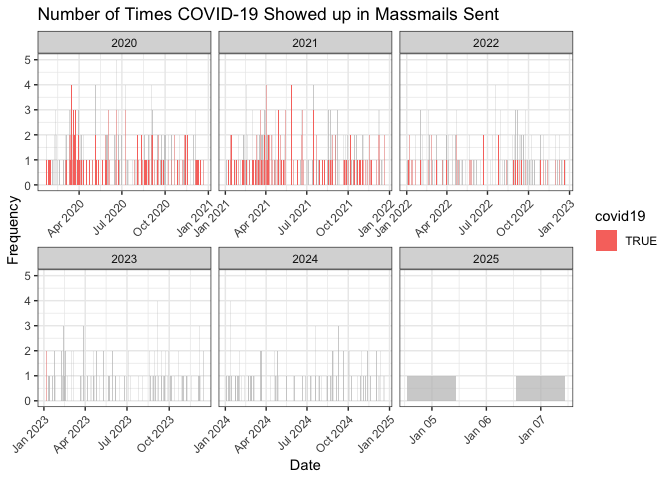 Number of Times COVID-19 Showed up in Massmails Sent
2020 2021 2022
5
4
3
2
1
0
Apr 2020 Jul 2020 Oct 2020 Jan 2021 Jan 2021 Apr 2021 Jul 2021 Oct 2021 Jan 2022 Jan 2022 Apr 2022 Jul 2022 Oct 2022 Jan 2023
Frequency
covid19
TRUE
2023 2024 2025
5
4
3
2
1
0
Jan 2023 Apr 2023 Jul 2023 Oct 2023 Jan 2024 Apr 2024 Jul 2024 Oct 2024 Jan 2025 Jan 05 Jan 06 Jan 07
Date